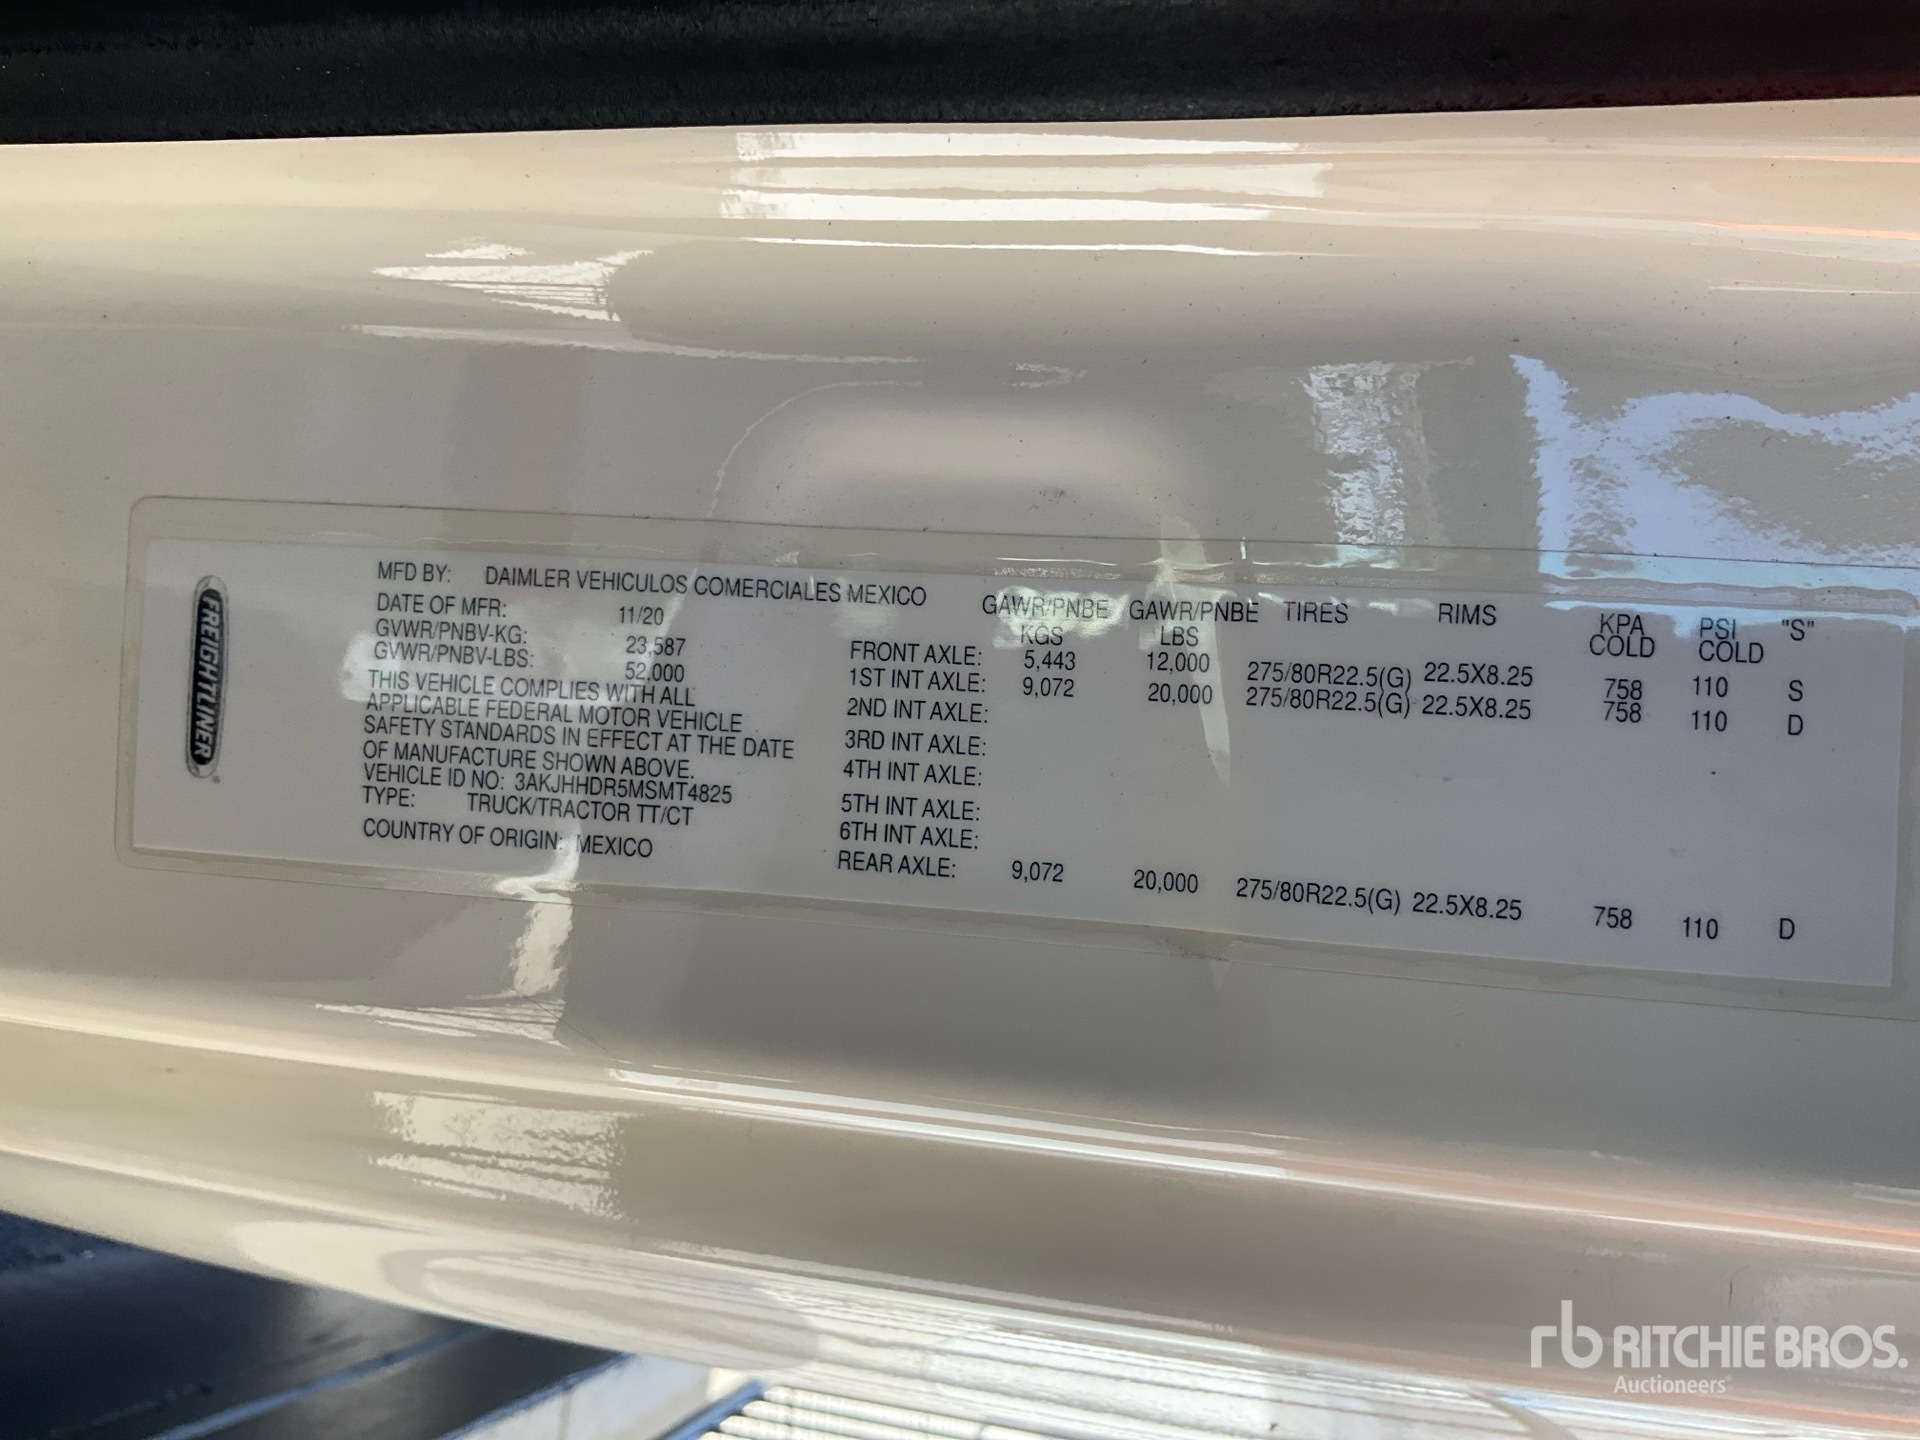 FREIGHTLINER
MFD BY: DAIMLER VEHICULOS COMERCIALES MEXICO
DATE OF MFR: 11/20
GVWR/PNBV-KG: 23,587
GVWR/PNBV-LBS: 52,000
THIS VEHICLE COMPLIES WITH ALL
APPLICABLE FEDERAL MOTOR VEHICLE
SAFETY STANDARDS IN EFFECT AT THE DATE
OF MANUFACTURE SHOWN ABOVE.
VEHICLE ID NO: 3AKJHHDR5MSMT4825
TYPE: TRUCK/TRACTOR TT/CT
COUNTRY OF ORIGIN: MEXICO
GAWR/PNBE GAWR/PNBE TIRES RIMS KPA PSI "S"
KGS LBS COLD COLD
FRONT AXLE: 5,443 12,000 275/80R22.5(G) 22.5X8.25 758 110 S
1ST INT AXLE: 9,072 20,000 275/80R22.5(G) 22.5X8.25 758 110 D
2ND INT AXLE:
3RD INT AXLE:
4TH INT AXLE:
5TH INT AXLE:
6TH INT AXLE:
REAR AXLE: 9,072 20,000 275/80R22.5(G) 22.5X8.25 758 110 D
rb RITCHIE BROS.
Auctioneers